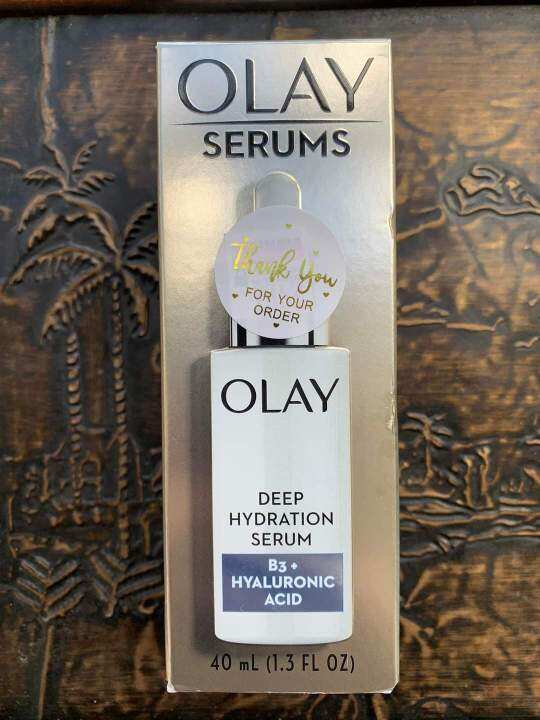 OLAY
SERUMS
Thank You
FOR YOUR
ORDER
OLAY
DEEP
HYDRATION
SERUM
B3 +
HYALURONIC
ACID
40 mL (1.3 FL OZ)